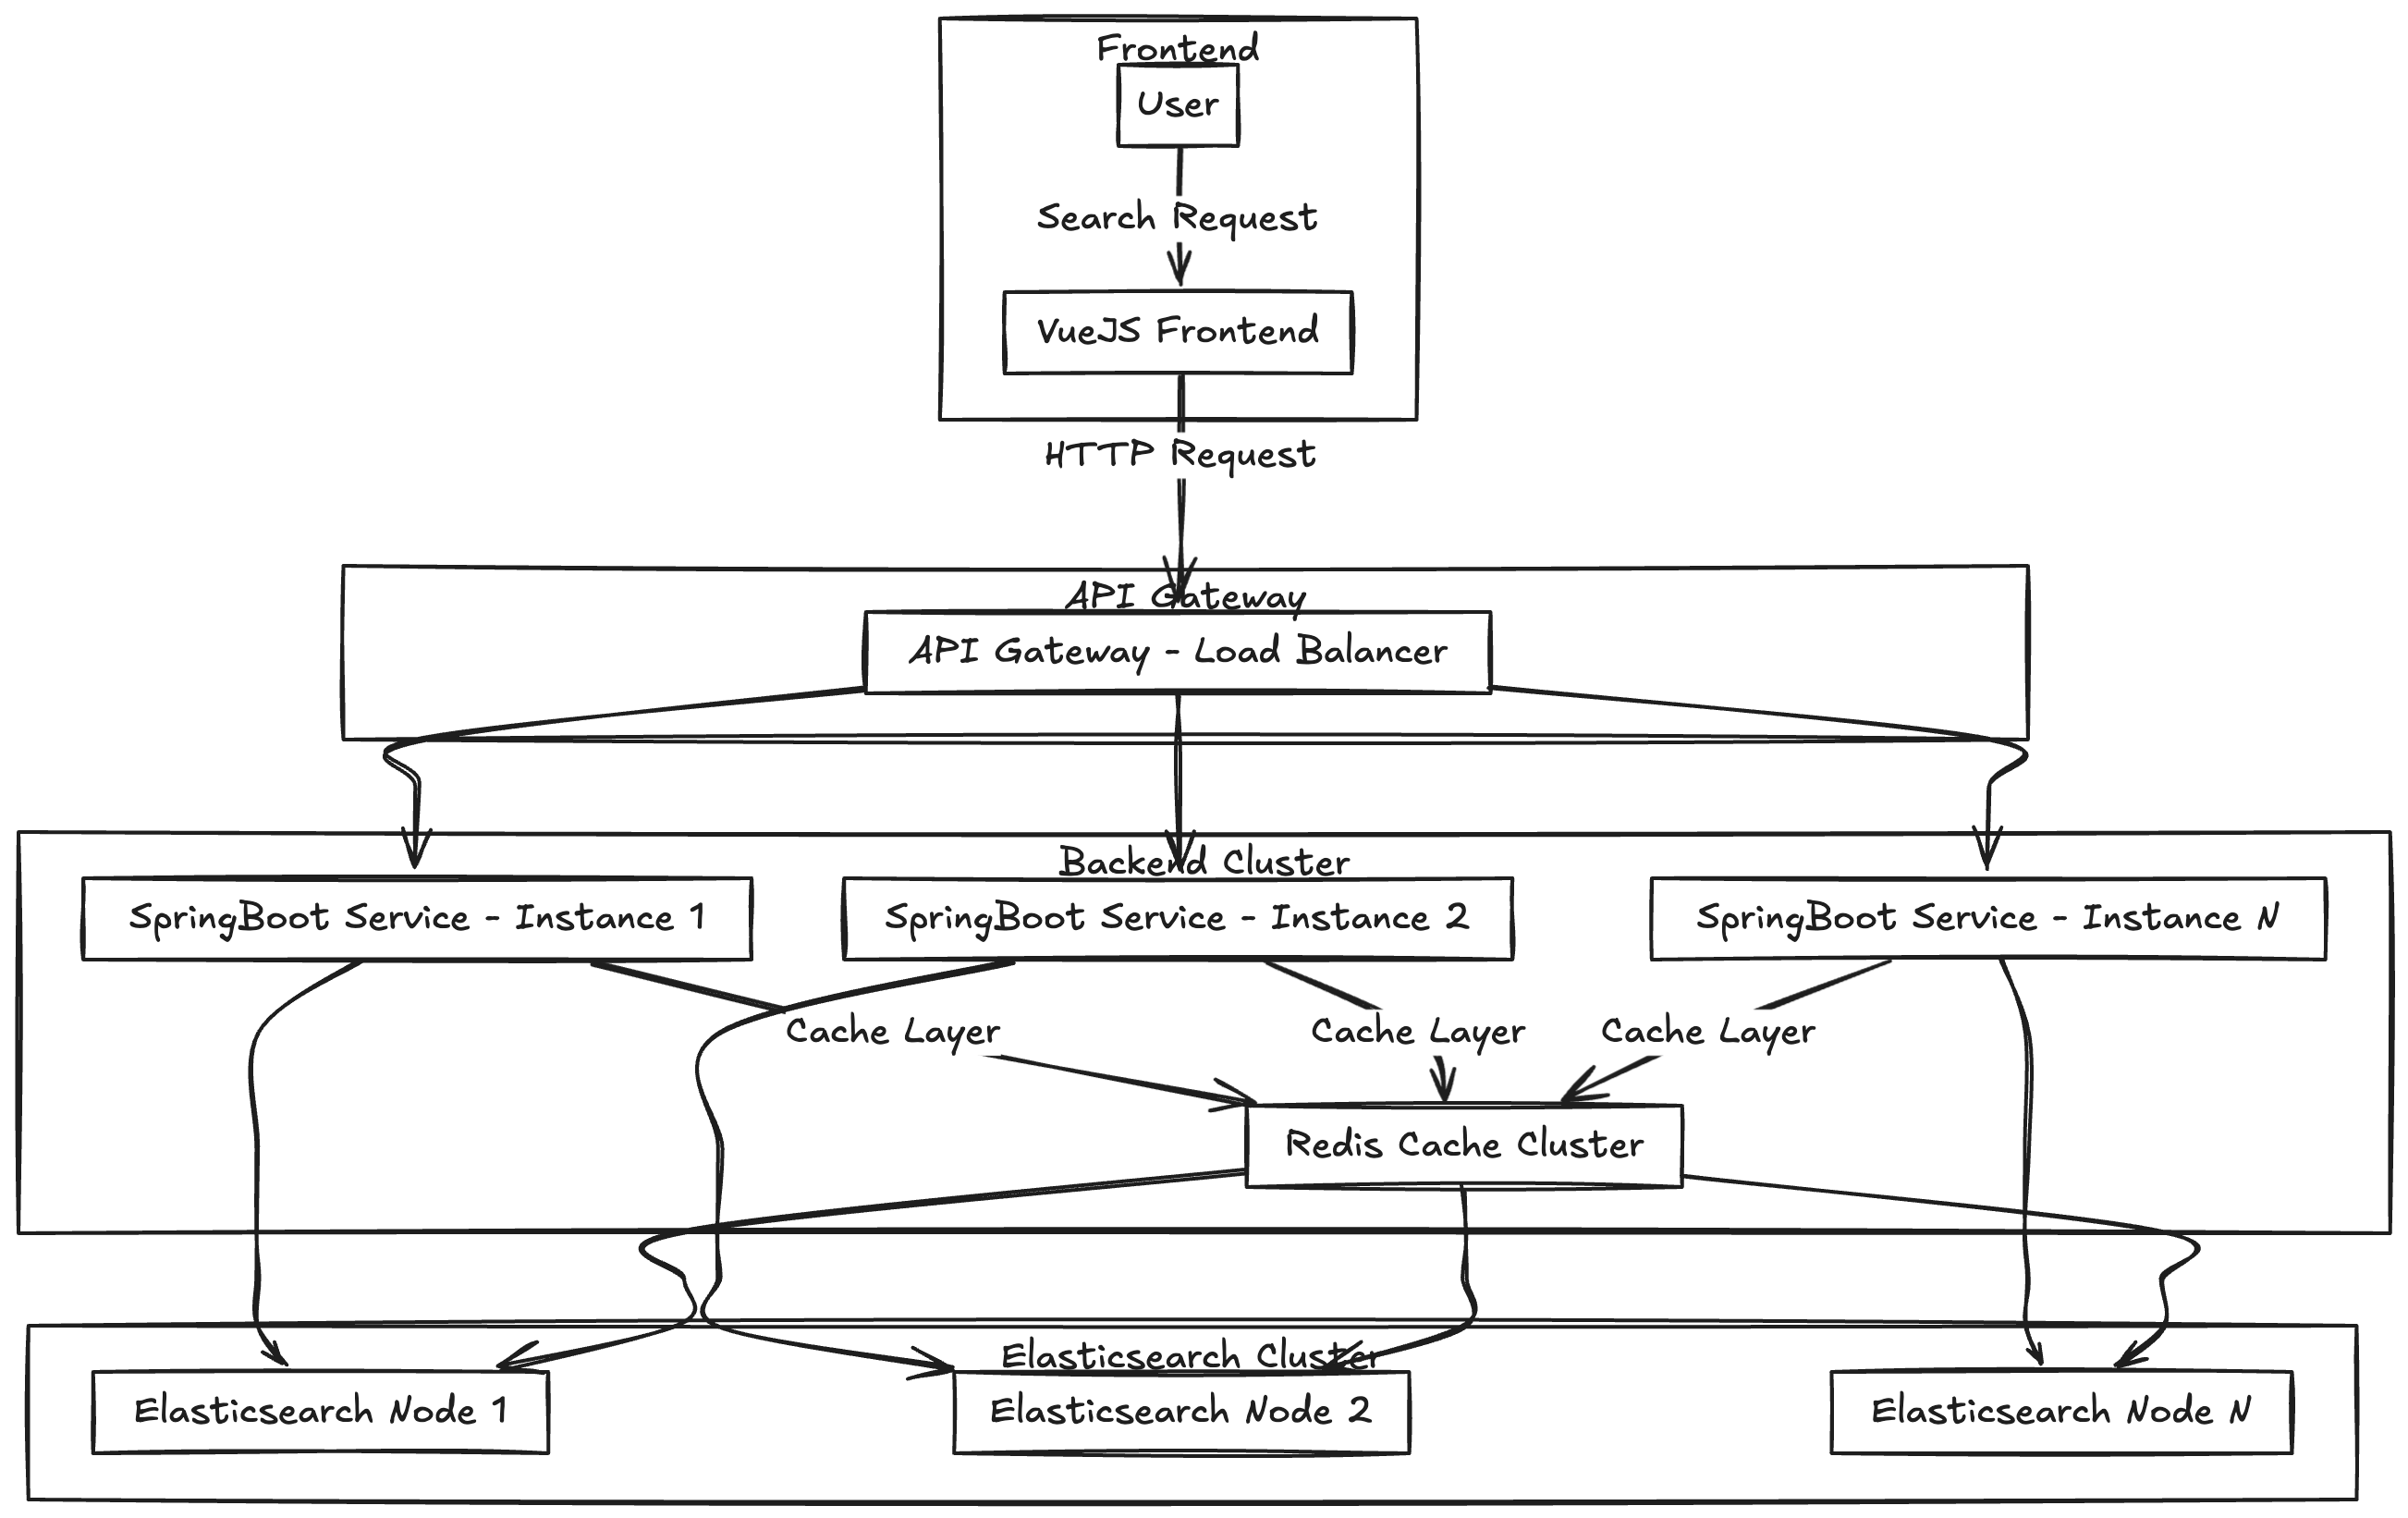 Frontend
User
Search Request
VueJS Frontend
HTTP Request
API Gateway
API Gateway - Load Balancer
Backend Cluster
SpringBoot Service - Instance 1
SpringBoot Service - Instance 2
SpringBoot Service - Instance N
Cache Layer
Cache Layer
Cache Layer
Redis Cache Cluster
Elasticsearch Cluster
Elasticsearch Node 1
Elasticsearch Node 2
Elasticsearch Node N